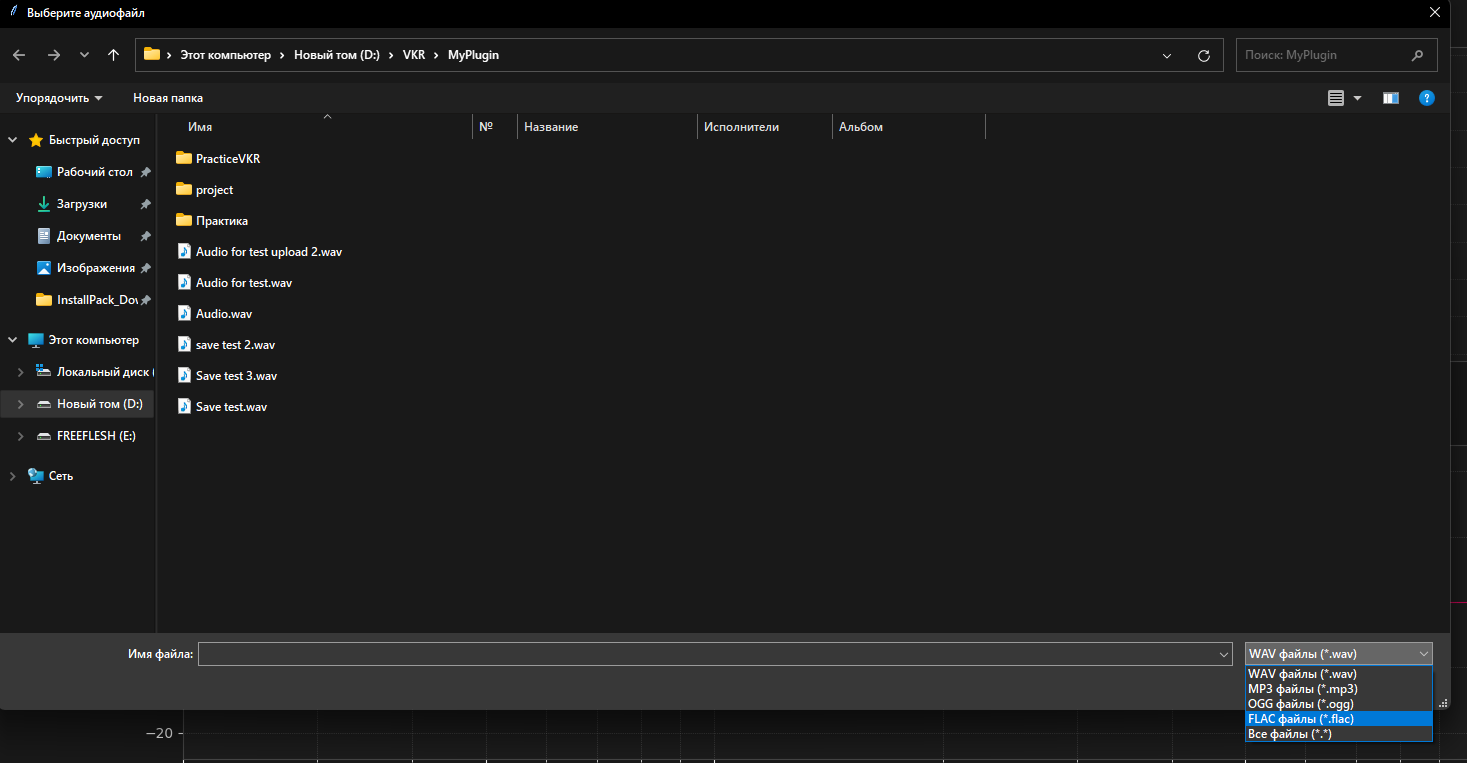 Выберите аудиофайл
Этот компьютер › Новый том (D:) › VKR › MyPlugin
Поиск: MyPlugin
Упорядочить
Новая папка
Имя
№
Название
Исполнители
Альбом
Быстрый доступ
Рабочий стол
Загрузки
Документы
Изображения
InstallPack_Dov
Этот компьютер
Локальный диск (
Новый том (D:)
FREEFLESH (E:)
Сеть
PracticeVKR
project
Практика
Audio for test upload 2.wav
Audio for test.wav
Audio.wav
save test 2.wav
Save test 3.wav
Save test.wav
Имя файла:
WAV файлы (*.wav)
WAV файлы (*.wav)
MP3 файлы (*.mp3)
OGG файлы (*.ogg)
FLAC файлы (*.flac)
Все файлы (*.*)
−20